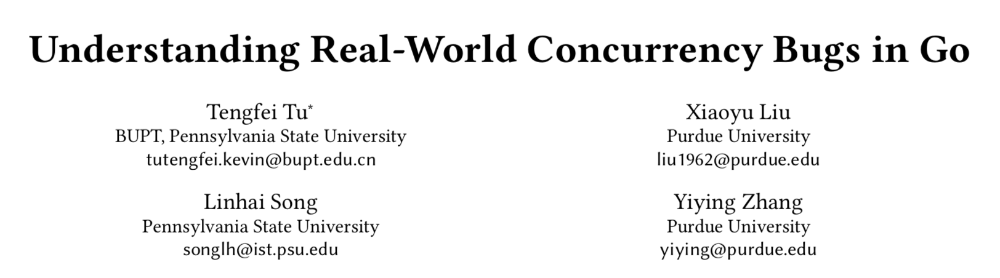 Understanding Real-World Concurrency Bugs in Go
Tengfei Tu*
BUPT, Pennsylvania State University
tutengfei.kevin@bupt.edu.cn
Xiaoyu Liu
Purdue University
liu1962@purdue.edu
Linhai Song
Pennsylvania State University
songlh@ist.psu.edu
Yiying Zhang
Purdue University
yiying@purdue.edu